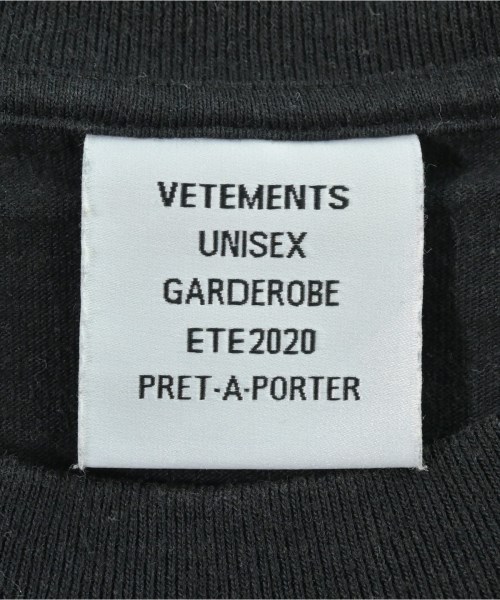 VETEMENTS
UNISEX
GARDEROBE
ETE2020
PRET-A-PORTER